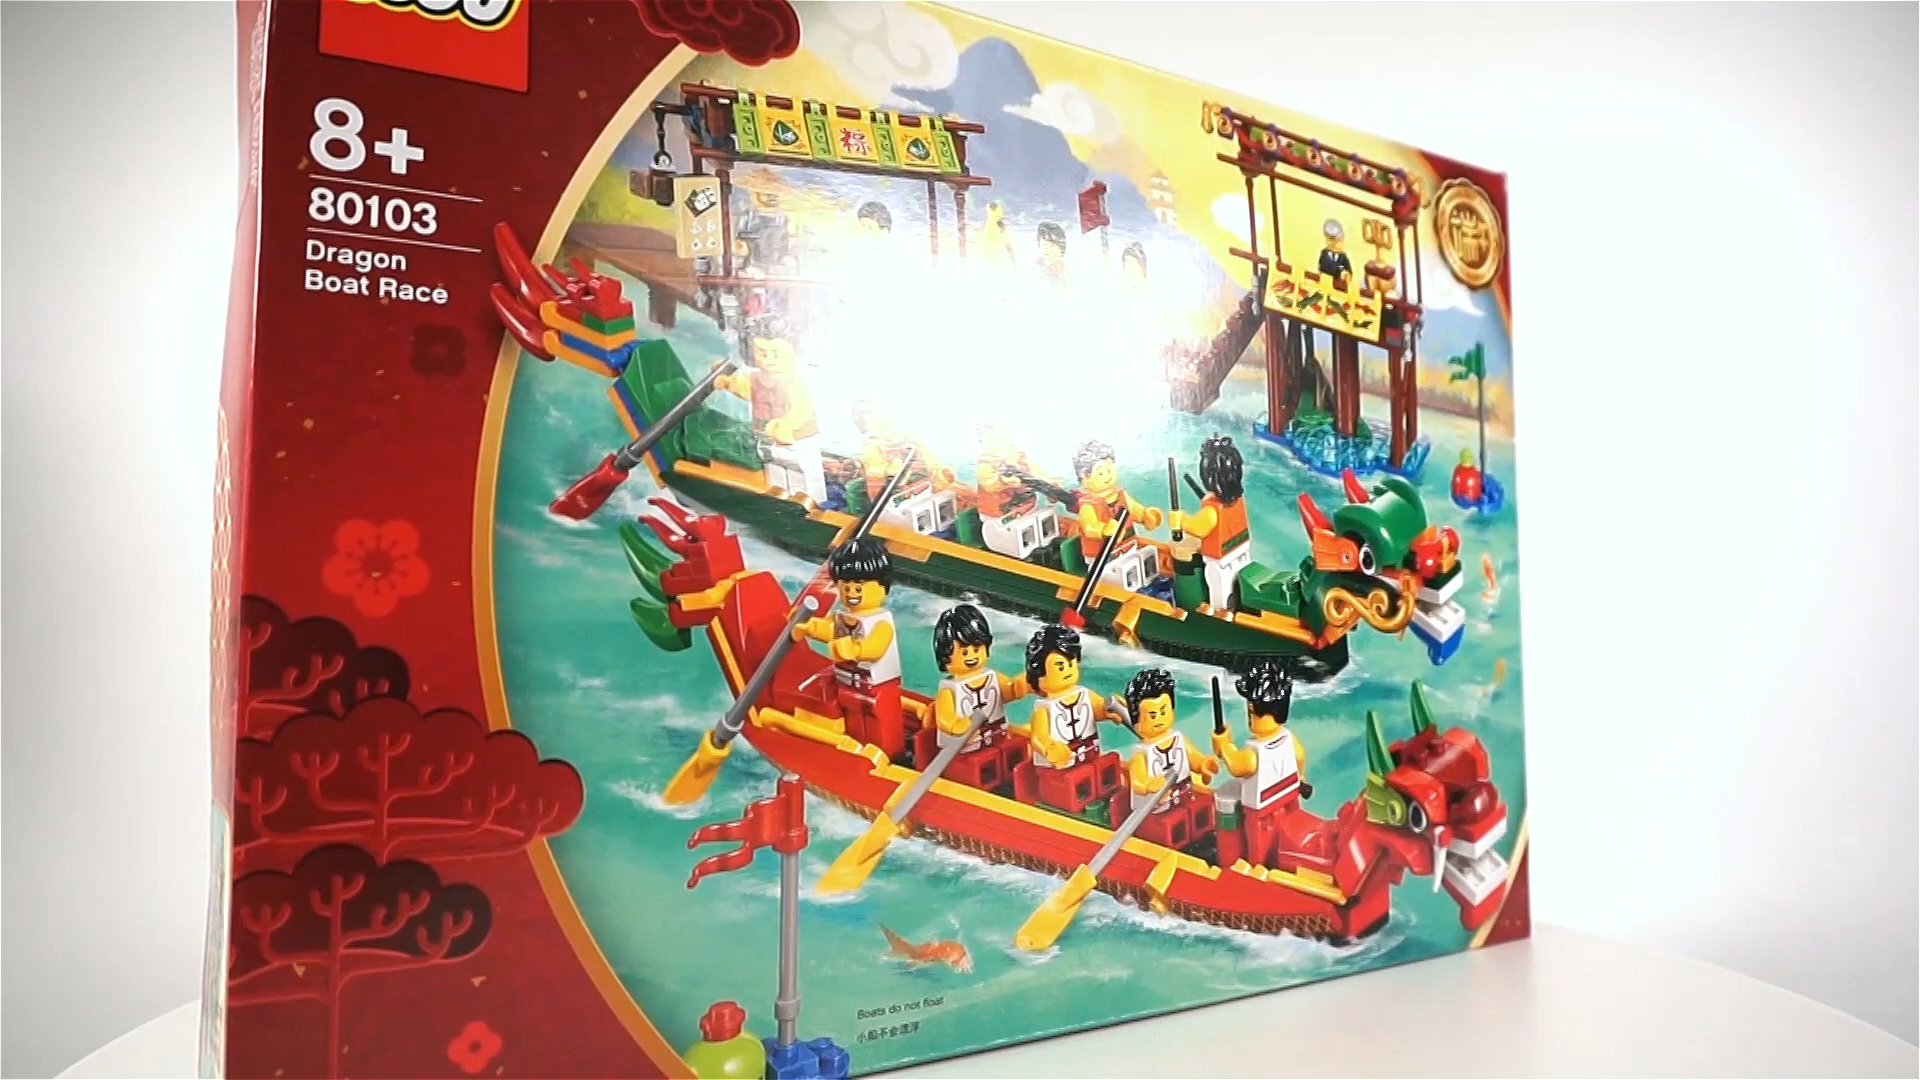 8+
80103
Dragon
Boat Race
粽
Boats do not float
小船不会漂浮